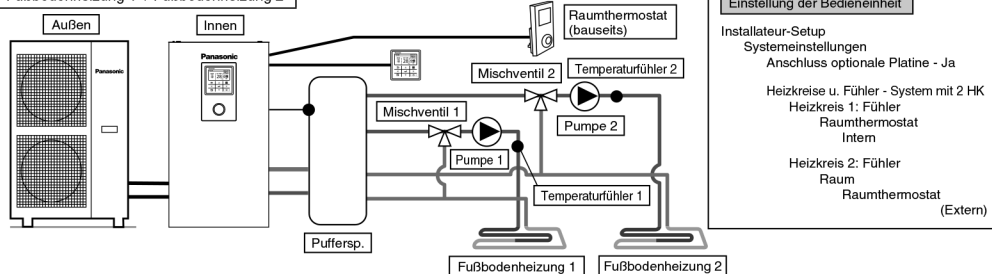 Fußbodenheizung 1 + Fußbodenheizung 2
Außen
Innen
Panasonic
Panasonic
Raumthermostat
(bauseits)
Mischventil 2
Temperaturfühler 2
Mischventil 1
Pumpe 2
Pumpe 1
Temperaturfühler 1
Puffersp.
Fußbodenheizung 1
Fußbodenheizung 2
Einstellung der Bedieneinheit
Installateur-Setup
Systemeinstellungen
Anschluss optionale Platine - Ja
Heizkreise u. Fühler - System mit 2 HK
Heizkreis 1: Fühler
Raumthermostat
Intern
Heizkreis 2: Fühler
Raum
Raumthermostat
(Extern)